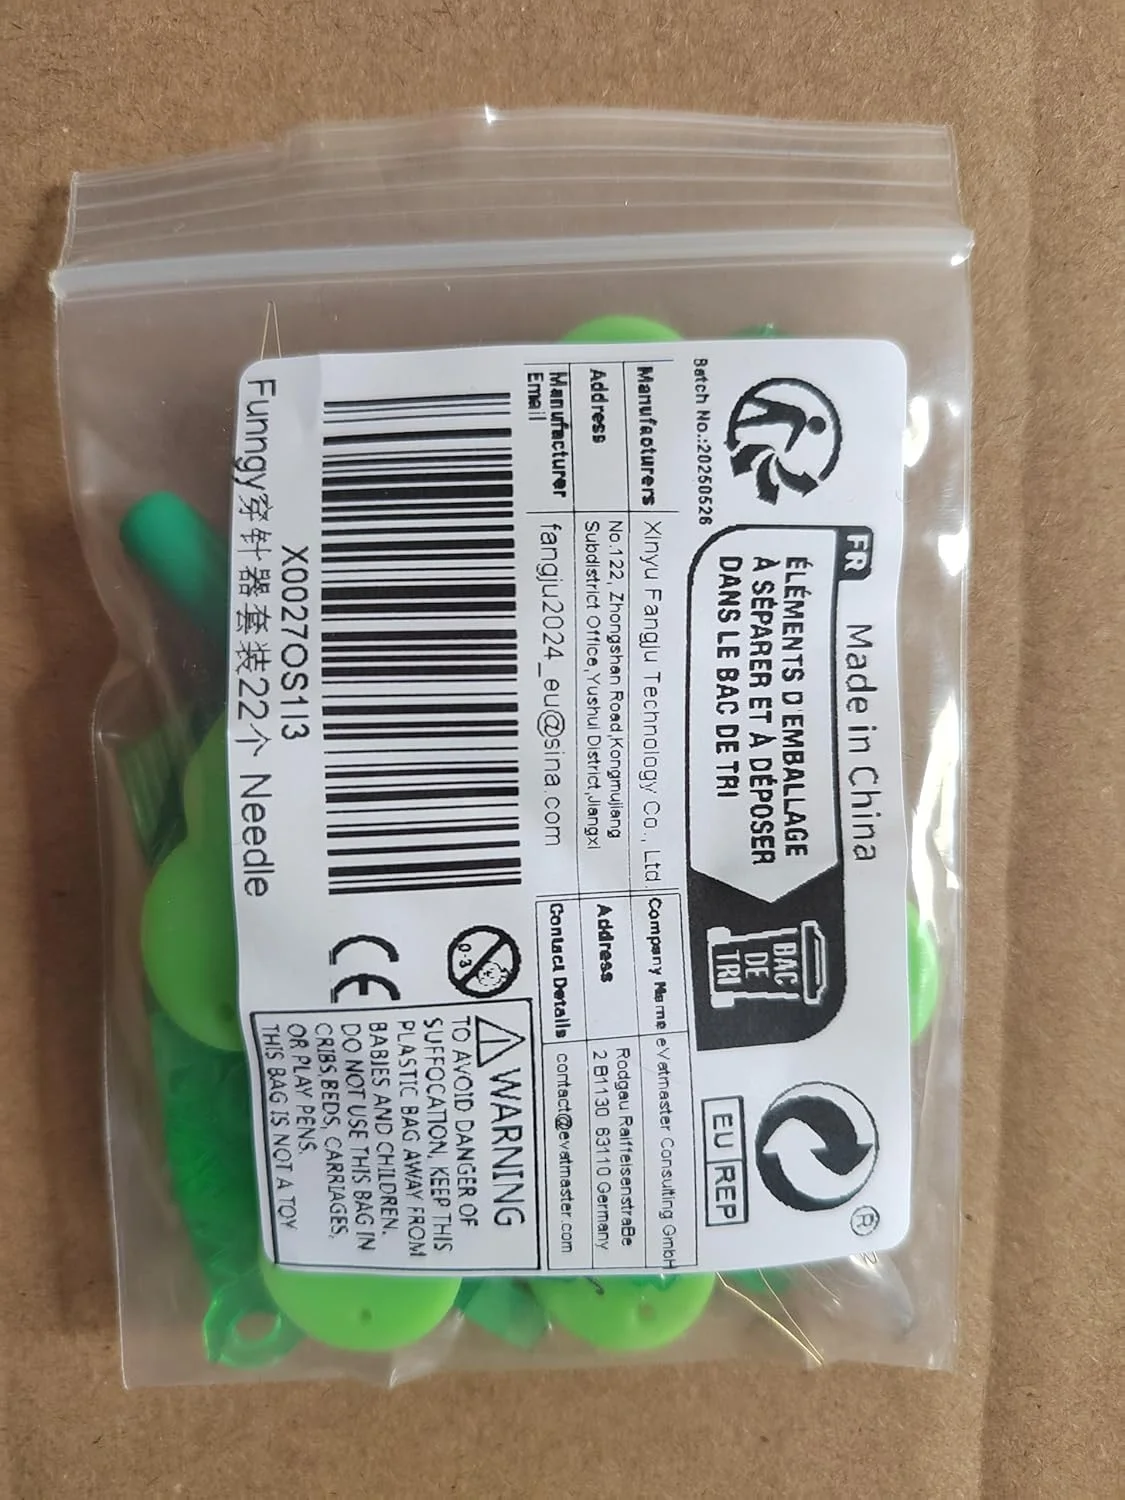 Made in China
FR
ÉLÉMENTS D'EMBALLAGE
À SÉPARER ET À DÉPOSER
DANS LE BAC DE TRI
BAC
DE
TRI
®
EU REP
Batch No.:20250526
Manufacturers Xinyu Fangju Technology Co., Ltd.
Address No.122, Zhongshan Road,Kongmujiang
Subdistrict Office,Yushui District,Jiangxi
Manufacturer
Email fangju2024_eu@sina.com
Company Name eVatmaster Consulting GmbH
Address Rodgau Raiffeisenstraße
2 B1130 63110 Germany
Contact Details contact@evatmaster.com
X0027OS1I3
Funngy穿针器套装22个 Needle
0-3
CE
WARNING
TO AVOID DANGER OF
SUFFOCATION, KEEP THIS
PLASTIC BAG AWAY FROM
BABIES AND CHILDREN.
DO NOT USE THIS BAG IN
CRIBS,BEDS, CARRIAGES,
OR PLAY PENS.
THIS BAG IS NOT A TOY